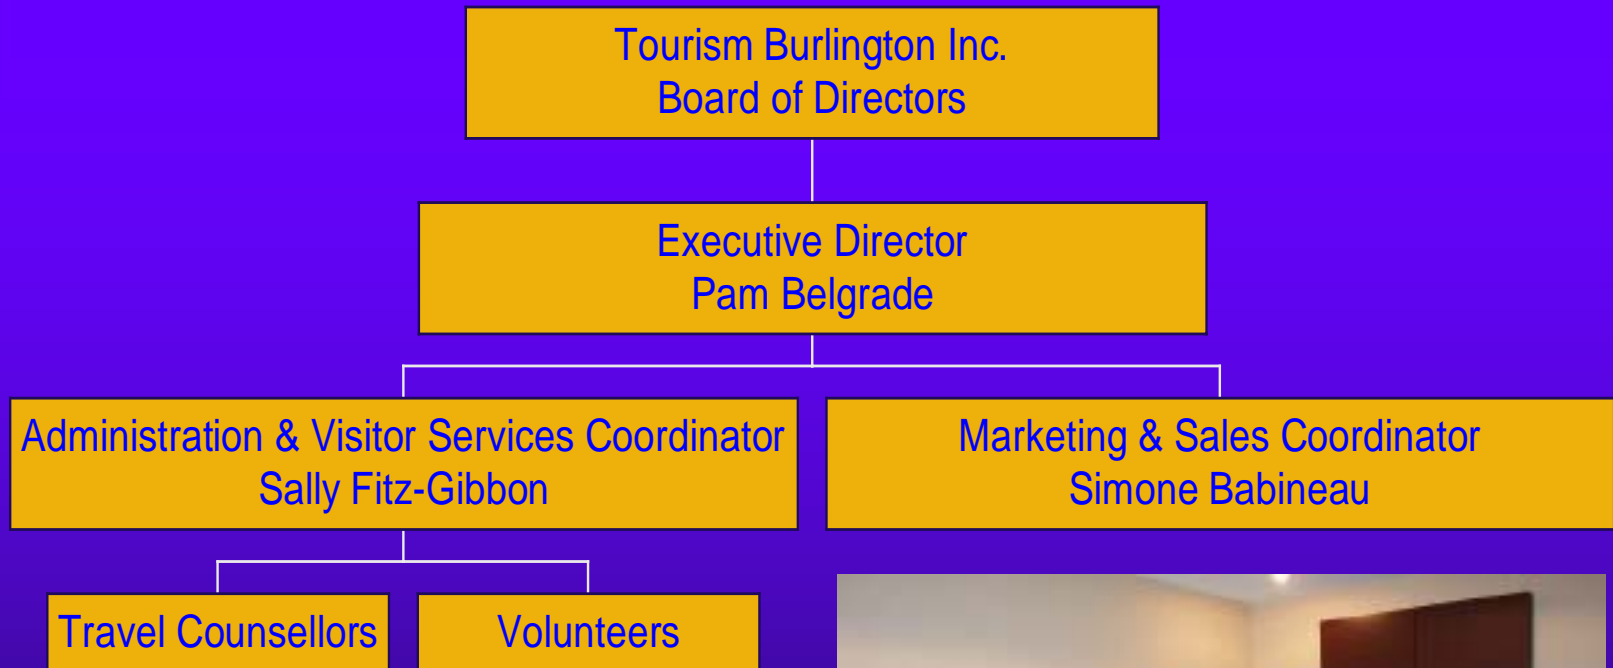 Tourism Burlington Inc.
Board of Directors
Executive Director
Pam Belgrade
Administration & Visitor Services Coordinator
Sally Fitz-Gibbon
Marketing & Sales Coordinator
Simone Babineau
Travel Counsellors
Volunteers